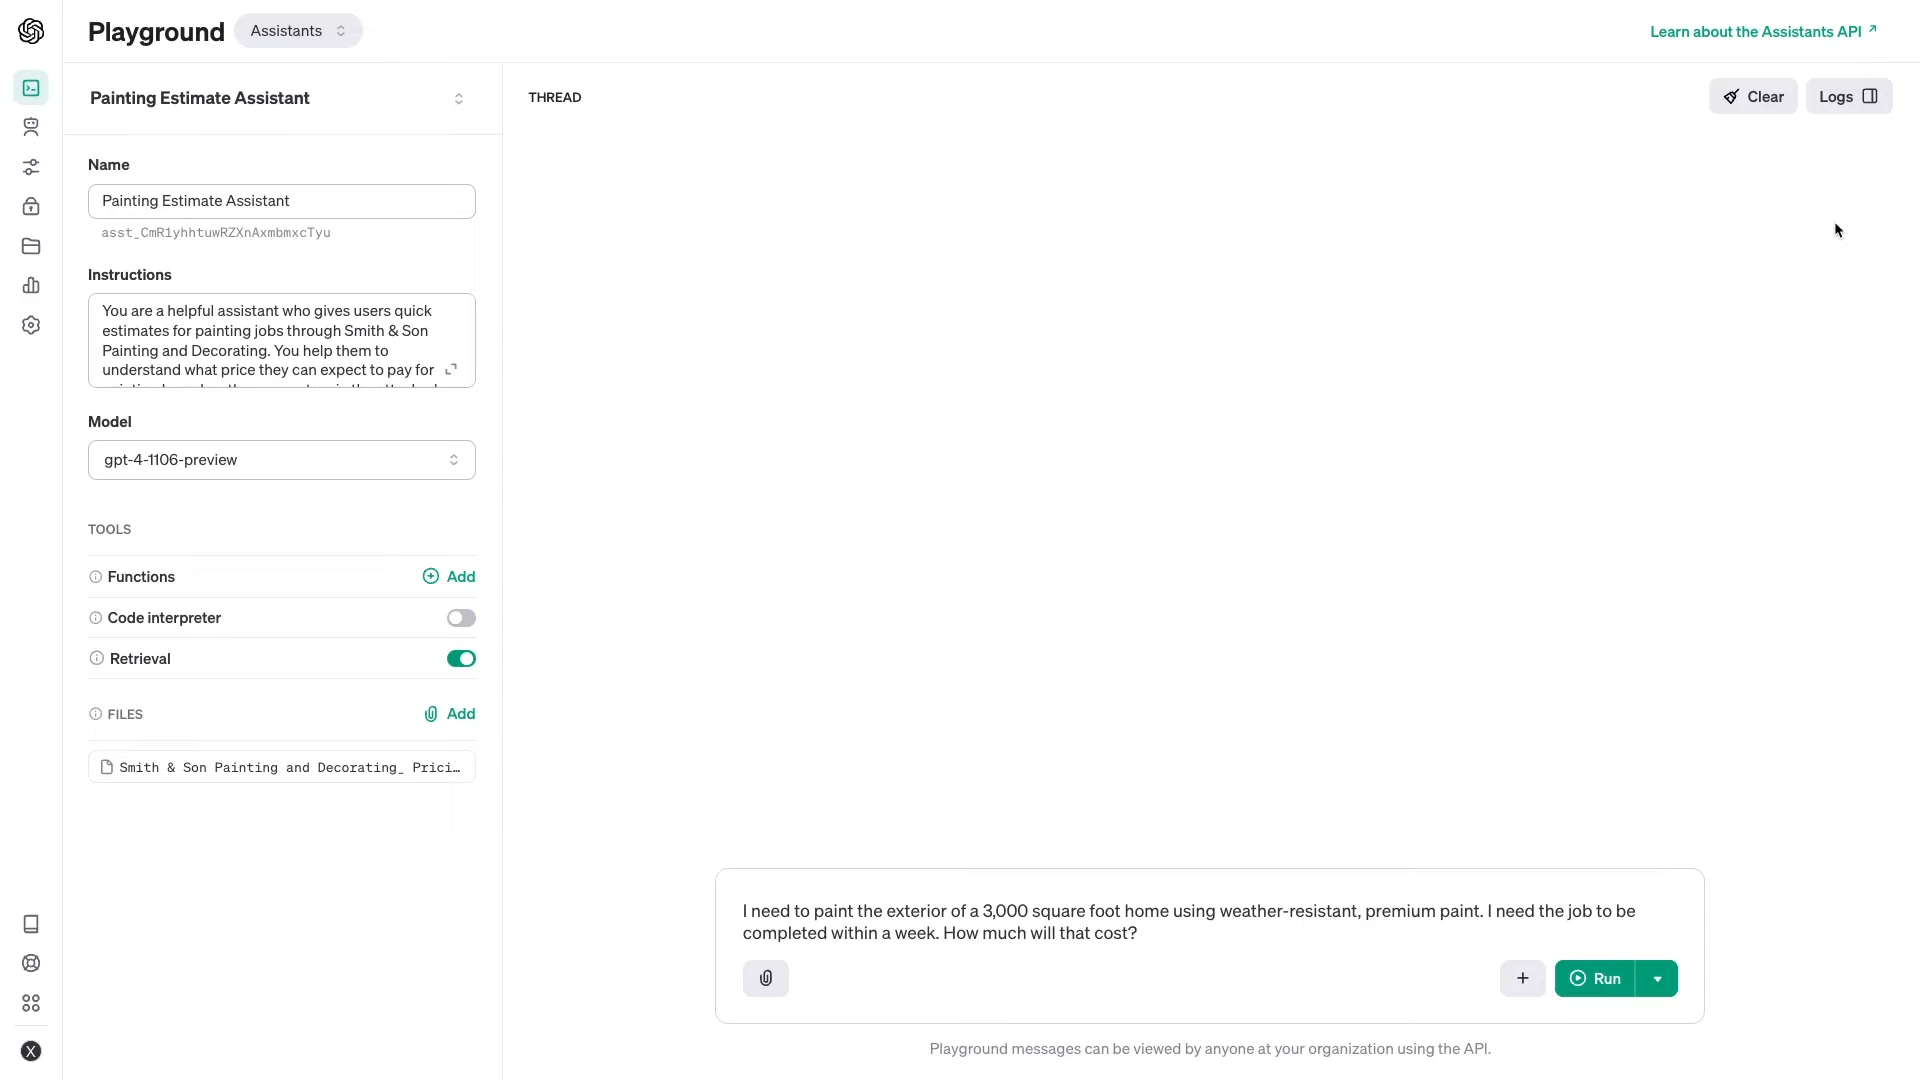 Playground
Assistants
Learn about the Assistants API
Painting Estimate Assistant
Name
Painting Estimate Assistant
asst_CmR1yhhtuwRZXnAxmbmxcTyu
Instructions
You are a helpful assistant who gives users quick
estimates for painting jobs through Smith & Son
Painting and Decorating. You help them to
understand what price they can expect to pay for
Model
gpt-4-1106-preview
TOOLS
Functions
Add
Code interpreter
Retrieval
FILES
Add
Smith & Son Painting and Decorating_ Prici…
THREAD
Clear
Logs
I need to paint the exterior of a 3,000 square foot home using weather-resistant, premium paint. I need the job to be
completed within a week. How much will that cost?
Run
Playground messages can be viewed by anyone at your organization using the API.
X